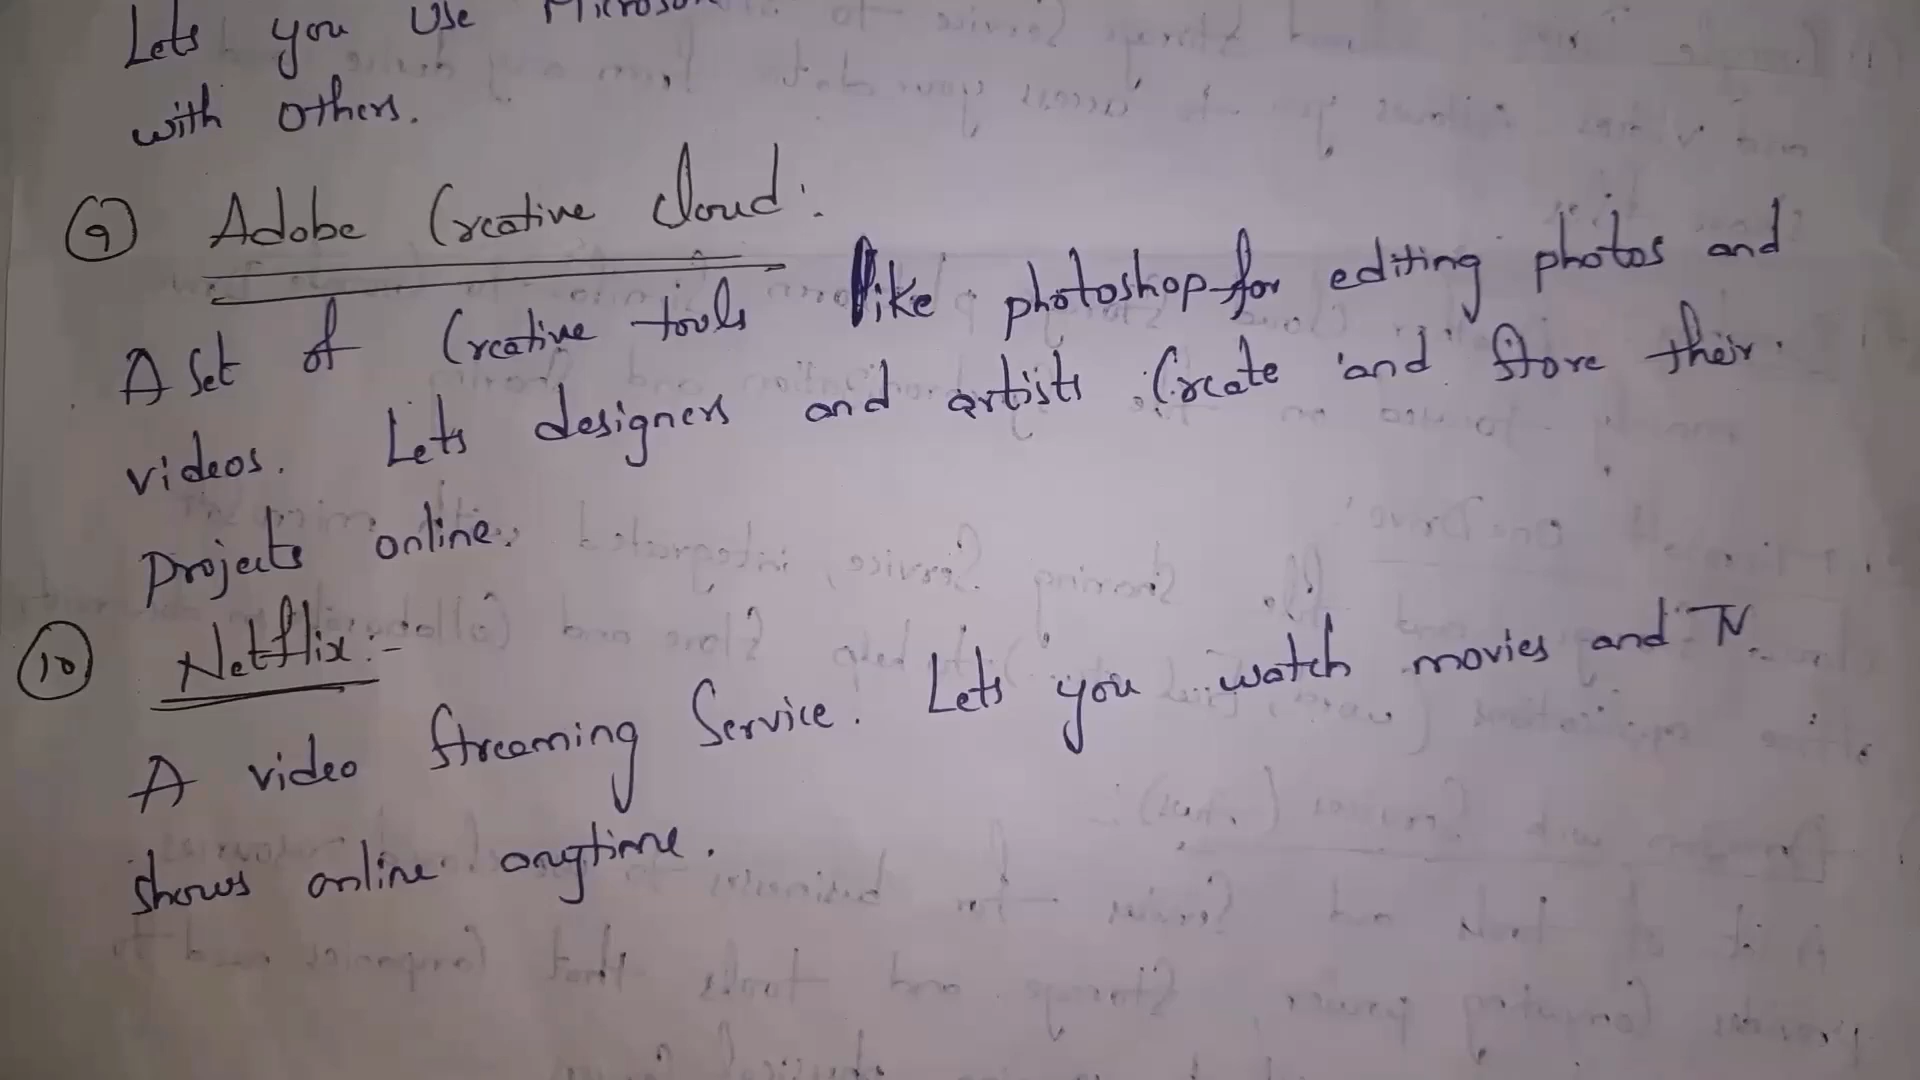 Lets you use Microso
with others.
9 Adobe Creative Cloud:
A set of Creative tools like photoshop for editing photos and
videos. Lets designers and artists Create and store their
projects online.
10 Netflix:-
A video streaming service. Lets you watch movies and TV
shows online anytime.